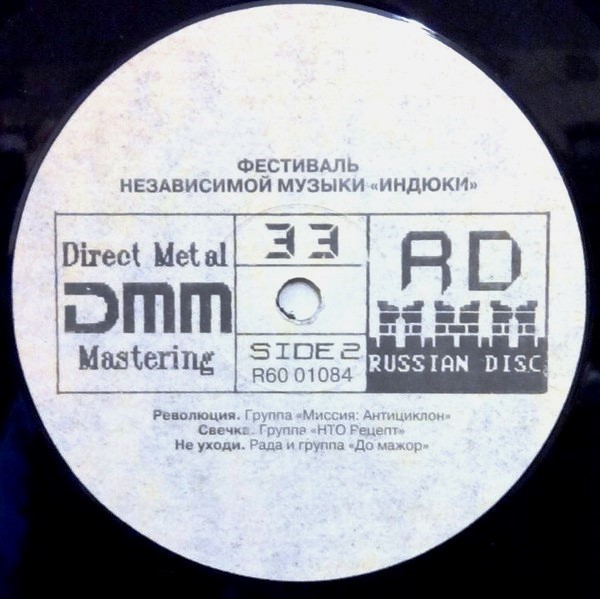 ФЕСТИВАЛЬ
НЕЗАВИСИМОЙ МУЗЫКИ «ИНДЮКИ»
Direct Metal
DMM
Mastering
33
SIDE 2
R60 01084
RD
RUSSIAN DISC
Революция. Группа «Миссия: Антициклон»
Свечка. Группа «НТО Рецепт»
Не уходи. Рада и группа «До мажор»